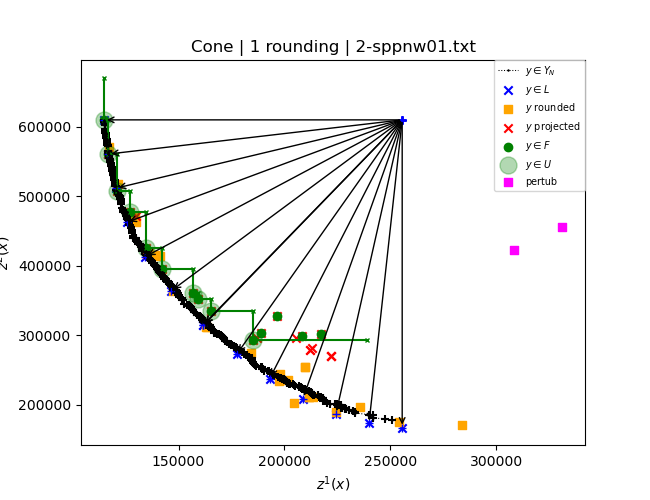 Cone | 1 rounding | 2-sppnw01.txt
y ∈ Y_N
y ∈ L
y rounded
y projected
y ∈ F
y ∈ U
pertub
600000
500000
400000
300000
200000
z²(x)
150000 200000 250000 300000
z¹(x)